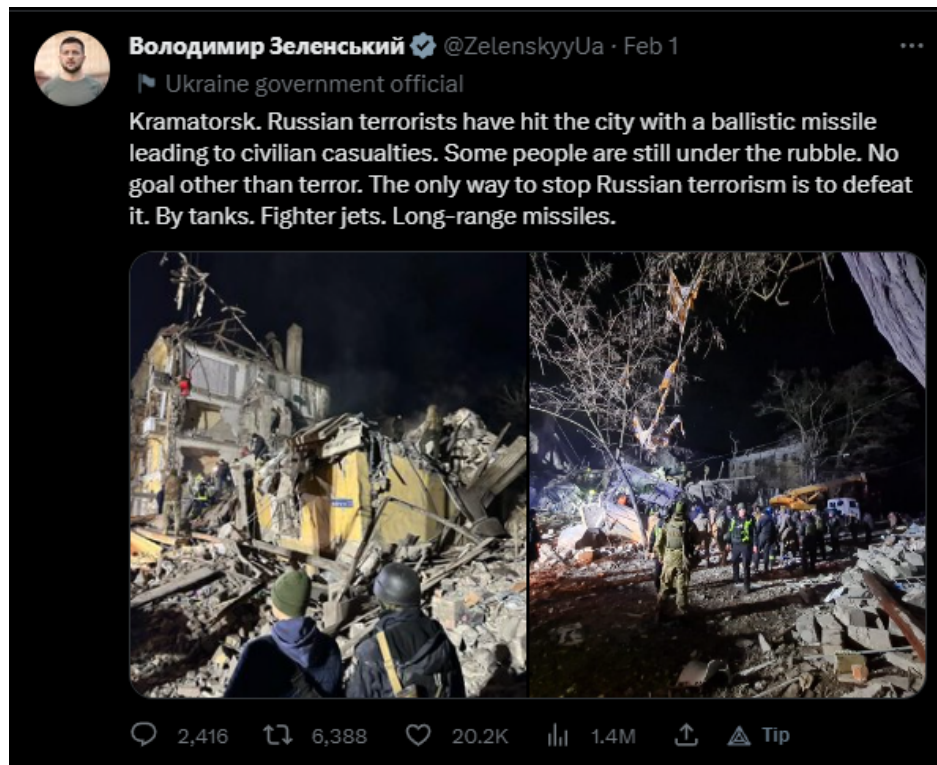 Володимир Зеленський @ZelenskyyUa · Feb 1
Ukraine government official
Kramatorsk. Russian terrorists have hit the city with a ballistic missile
leading to civilian casualties. Some people are still under the rubble. No
goal other than terror. The only way to stop Russian terrorism is to defeat
it. By tanks. Fighter jets. Long-range missiles.
2,416 6,388 20.2K 1.4M Tip